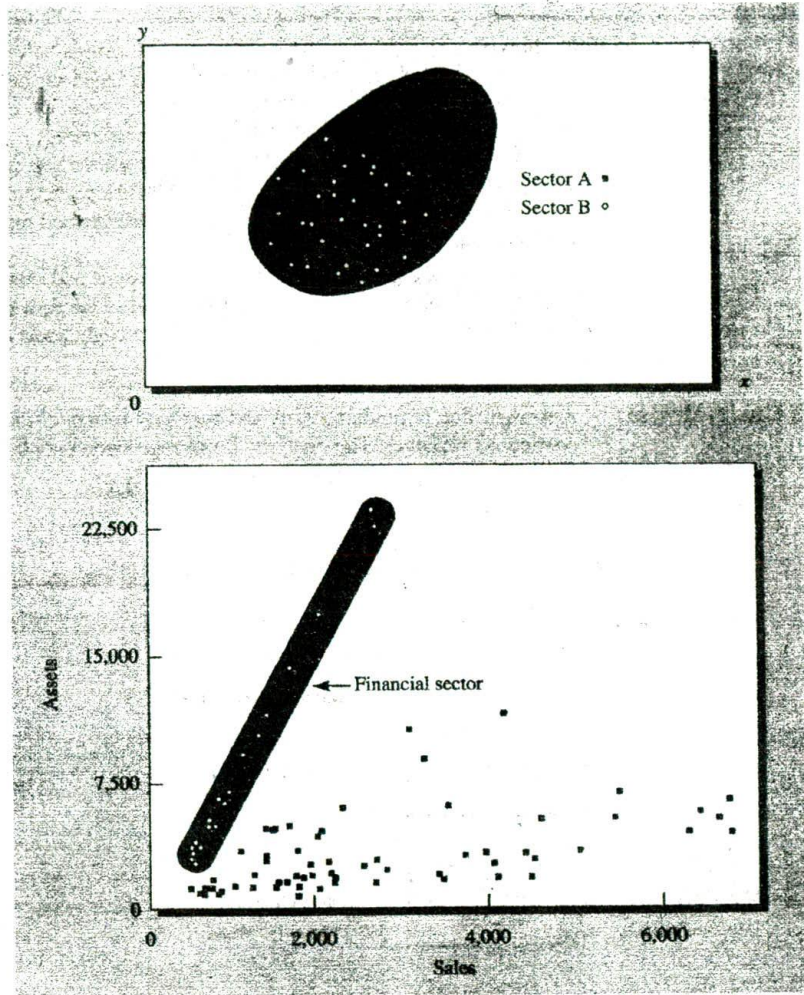 y
Sector A
Sector B
0
x
22,500
15,000
Assets
Financial sector
7,500
0
0
2,000
4,000
6,000
Sales